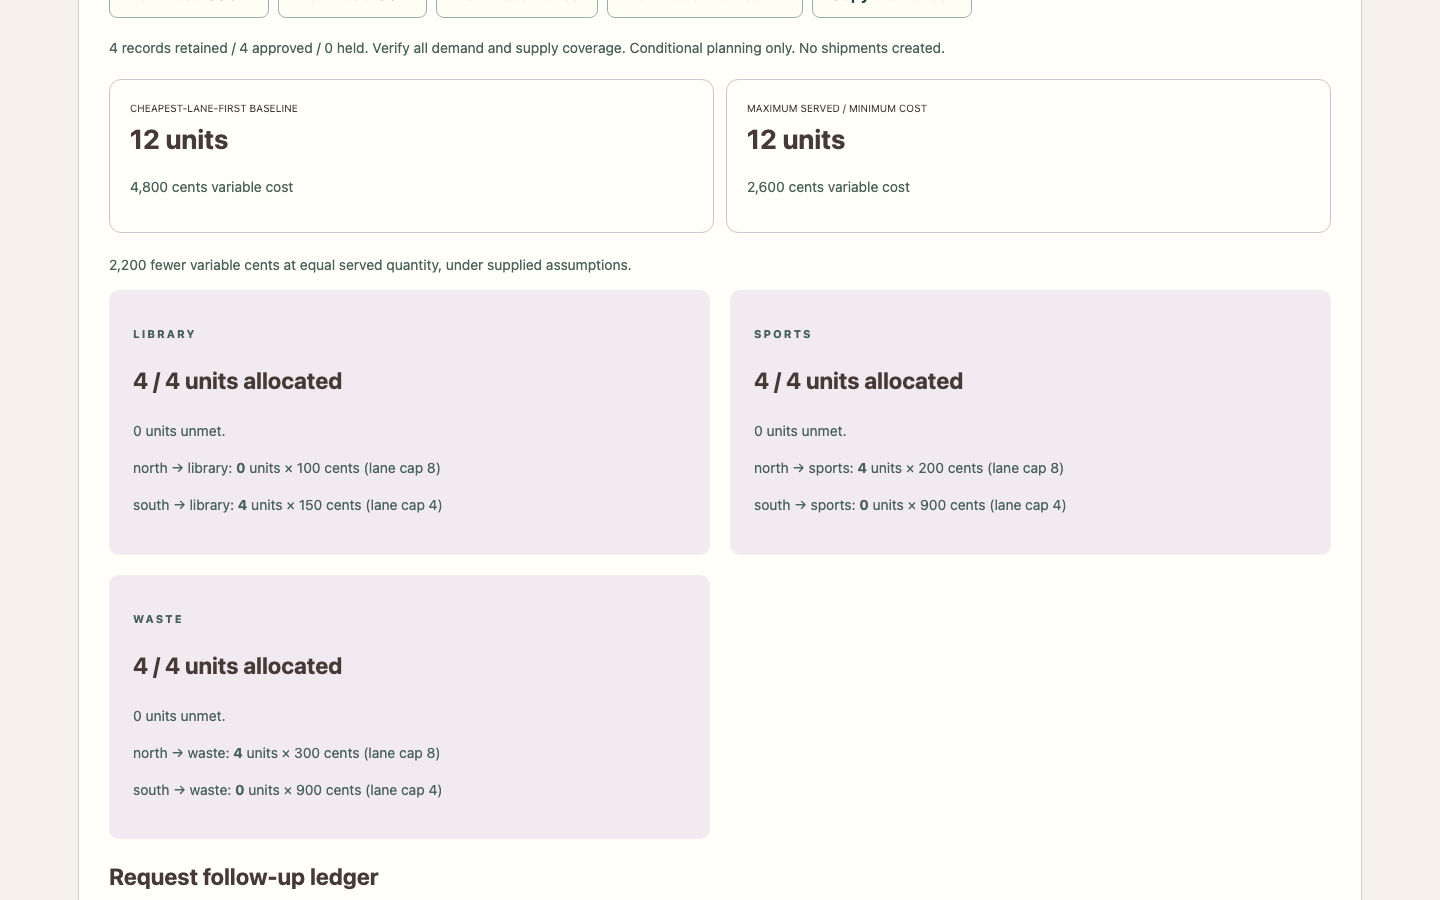 4 records retained / 4 approved / 0 held. Verify all demand and supply coverage. Conditional planning only. No shipments created.
CHEAPEST-LANE-FIRST BASELINE
12 units
4,800 cents variable cost
MAXIMUM SERVED / MINIMUM COST
12 units
2,600 cents variable cost
2,200 fewer variable cents at equal served quantity, under supplied assumptions.
LIBRARY
4 / 4 units allocated
0 units unmet.
north → library: 0 units × 100 cents (lane cap 8)
south → library: 4 units × 150 cents (lane cap 4)
SPORTS
4 / 4 units allocated
0 units unmet.
north → sports: 4 units × 200 cents (lane cap 8)
south → sports: 0 units × 900 cents (lane cap 4)
WASTE
4 / 4 units allocated
0 units unmet.
north → waste: 4 units × 300 cents (lane cap 8)
south → waste: 0 units × 900 cents (lane cap 4)
Request follow-up ledger